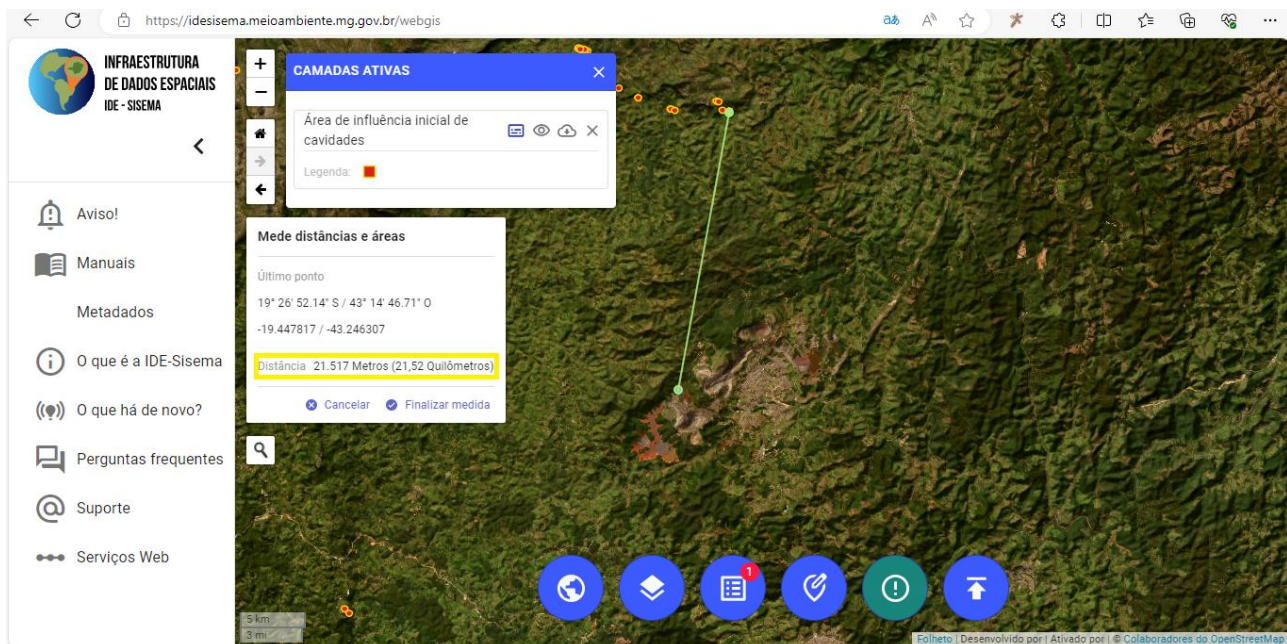 https://idesisema.meioambiente.mg.gov.br/webgis
INFRAESTRUTURA
DE DADOS ESPACIAIS
IDE - SISEMA
Aviso!
Manuais
Metadados
O que é a IDE-Sisema
O que há de novo?
Perguntas frequentes
Suporte
Serviços Web
CAMADAS ATIVAS
Área de influência inicial de
cavidades
Legenda:
Mede distâncias e áreas
Último ponto
19° 26' 52.14" S / 43° 14' 46.71" O
-19.447817 / -43.246307
Distância 21.517 Metros (21,52 Quilômetros)
Cancelar Finalizar medida
1
5 km
3 mi
Folheto | Desenvolvido por | Ativado por | © Colaboradores do OpenStreetMap